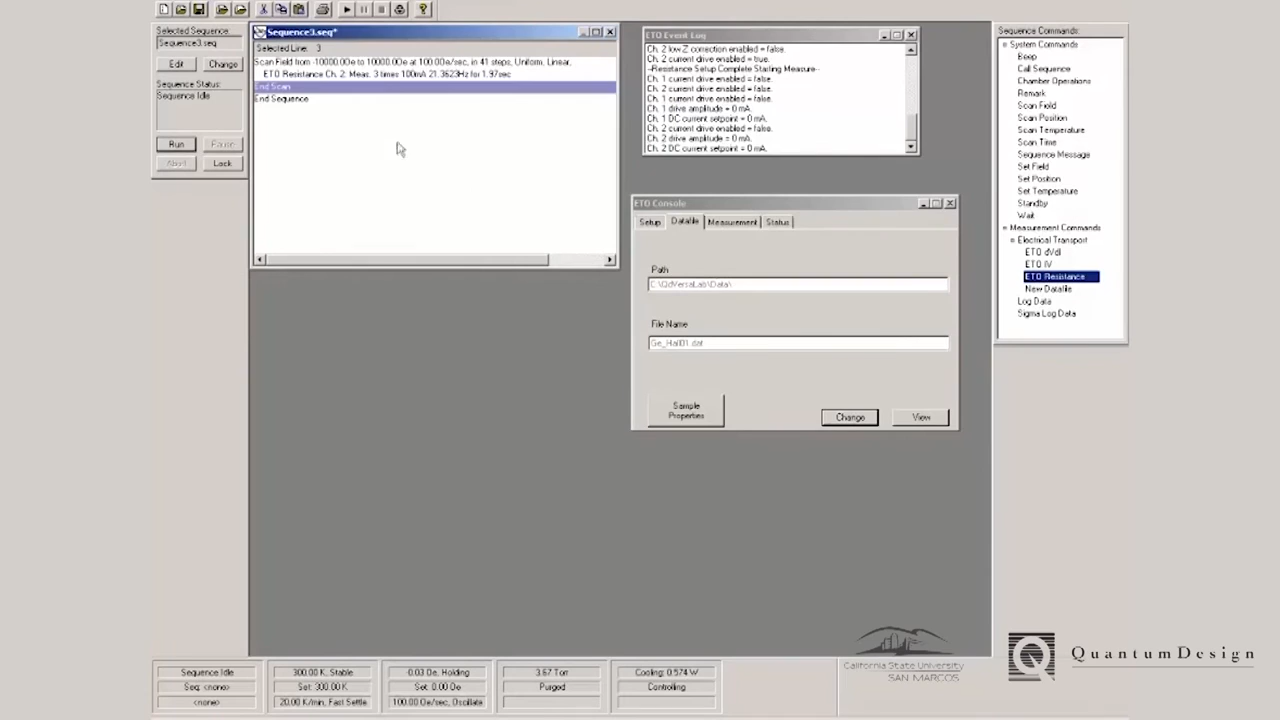 Selected Sequence:
Sequence3.seq
Edit
Change
Sequence Status:
Sequence Idle
Run
Pause
Abort
Lock
Sequence3.seq*
Selected Line: 3
Scan Field from -10000.0Oe to 10000.0Oe at 100.0Oe/sec, in 41 steps, Uniform, Linear,
ETO Resistance Ch. 2: Meas. 3 times 100mA 21.3623Hz for 1.97sec
End Scan
End Sequence
ETO Event Log
Ch. 2 low Z correction enabled = false.
Ch. 2 current drive enabled = true.
--Resistance Setup Complete Starting Measure--
Ch. 1 current drive enabled = false.
Ch. 2 current drive enabled = false.
Ch. 1 current drive enabled = false.
Ch. 1 drive amplitude = 0 mA.
Ch. 1 DC current setpoint = 0 mA.
Ch. 2 current drive enabled = false.
Ch. 2 drive amplitude = 0 mA.
Ch. 2 DC current setpoint = 0 mA.
ETO Console
Setup Datafile Measurement Status
Path
C:\QdVersaLab\Data\
File Name
Ge_Hall01.dat
Sample
Properties
Change
View
Sequence Commands:
System Commands
Beep
Call Sequence
Chamber Operations
Remark
Scan Field
Scan Position
Scan Temperature
Scan Time
Sequence Message
Set Field
Set Position
Set Temperature
Standby
Wait
Measurement Commands
Electrical Transport
ETO dVdI
ETO IV
ETO Resistance
New Datafile
Log Data
Sigma Log Data
Sequence Idle
Seq: <none>
<none>
300.00 K, Stable
Set: 300.00 K
20.00 K/min, Fast Settle
0.03 Oe, Holding
Set: 0.00 Oe
100.00 Oe/sec, Oscillate
3.67 Torr
Purged
Cooling: 0.574 W
Controlling
California State University
SAN MARCOS
QuantumDesign